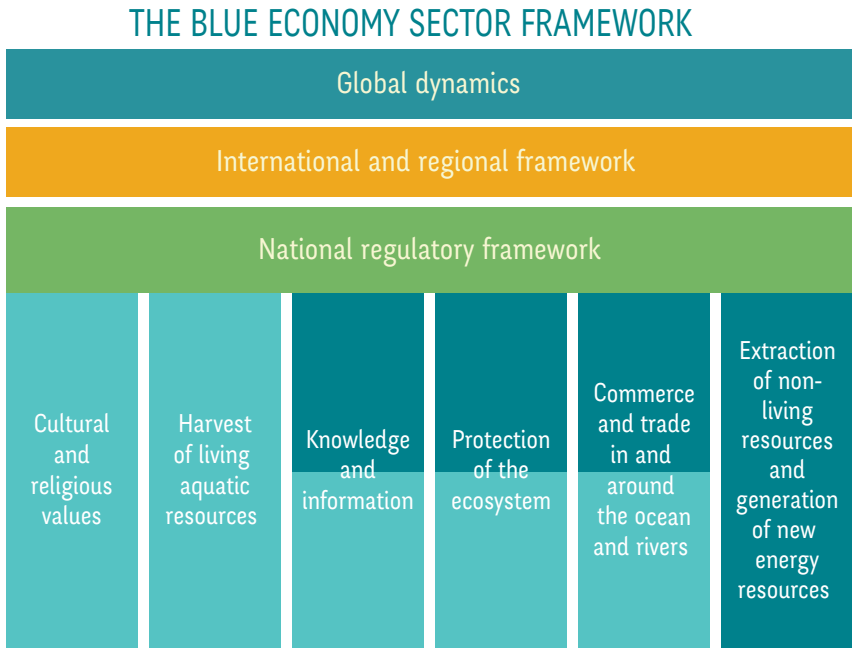 THE BLUE ECONOMY SECTOR FRAMEWORK
Global dynamics
International and regional framework
National regulatory framework
Cultural
and
religious
values
Harvest
of living
aquatic
resources
Knowledge
and
information
Protection
of the
ecosystem
Commerce
and trade
in and
around
the ocean
and rivers
Extraction
of non-
living
resources
and
generation
of new
energy
resources